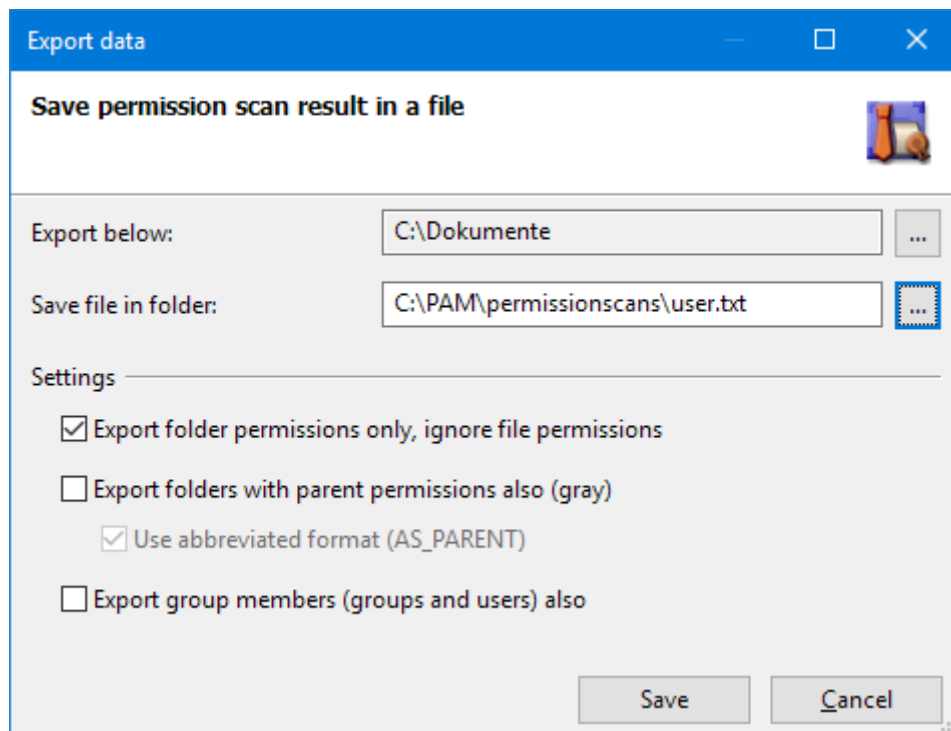 Export data
Save permission scan result in a file
Export below:
C:\Dokumente
...
Save file in folder:
C:\PAM\permissionscans\user.txt
...
Settings
Export folder permissions only, ignore file permissions
Export folders with parent permissions also (gray)
Use abbreviated format (AS_PARENT)
Export group members (groups and users) also
Save
Cancel